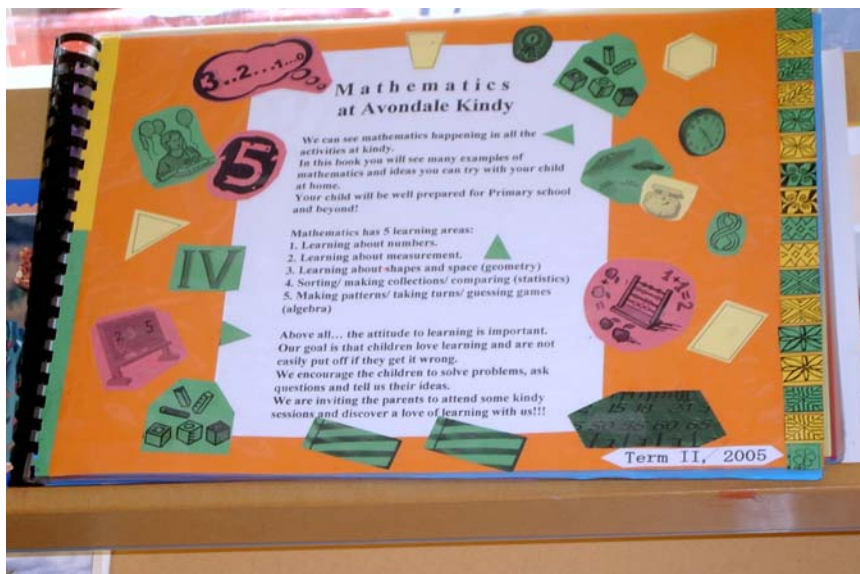 3..2...1...0
Mathematics
at Avondale Kindy
We can see mathematics happening in all the
activities at kindy.
In this book you will see many examples of
mathematics and ideas you can try with your child
at home.
Your child will be well prepared for Primary school
and beyond!
Mathematics has 5 learning areas:
1. Learning about numbers.
2. Learning about measurement.
3. Learning about shapes and space (geometry)
4. Sorting/ making collections/ comparing (statistics)
5. Making patterns/ taking turns/ guessing games
(algebra)
Above all... the attitude to learning is important.
Our goal is that children love learning and are not
easily put off if they get it wrong.
We encourage the children to solve problems, ask
questions and tell us their ideas.
We are inviting the parents to attend some kindy
sessions and discover a love of learning with us!!!
5
IV
2 5
8
1+1=2
Term II, 2005